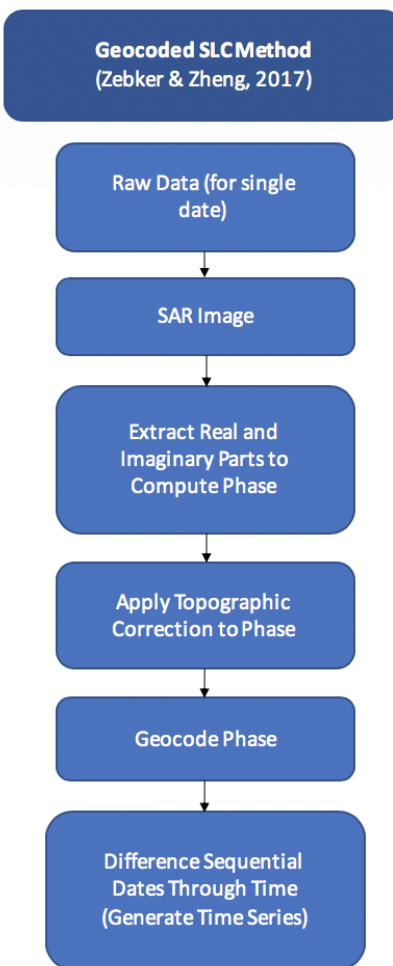 Geocoded SLC Method
(Zebker & Zheng, 2017)
Raw Data (for single
date)
SAR Image
Extract Real and
Imaginary Parts to
Compute Phase
Apply Topographic
Correction to Phase
Geocode Phase
Difference Sequential
Dates Through Time
(Generate Time Series)